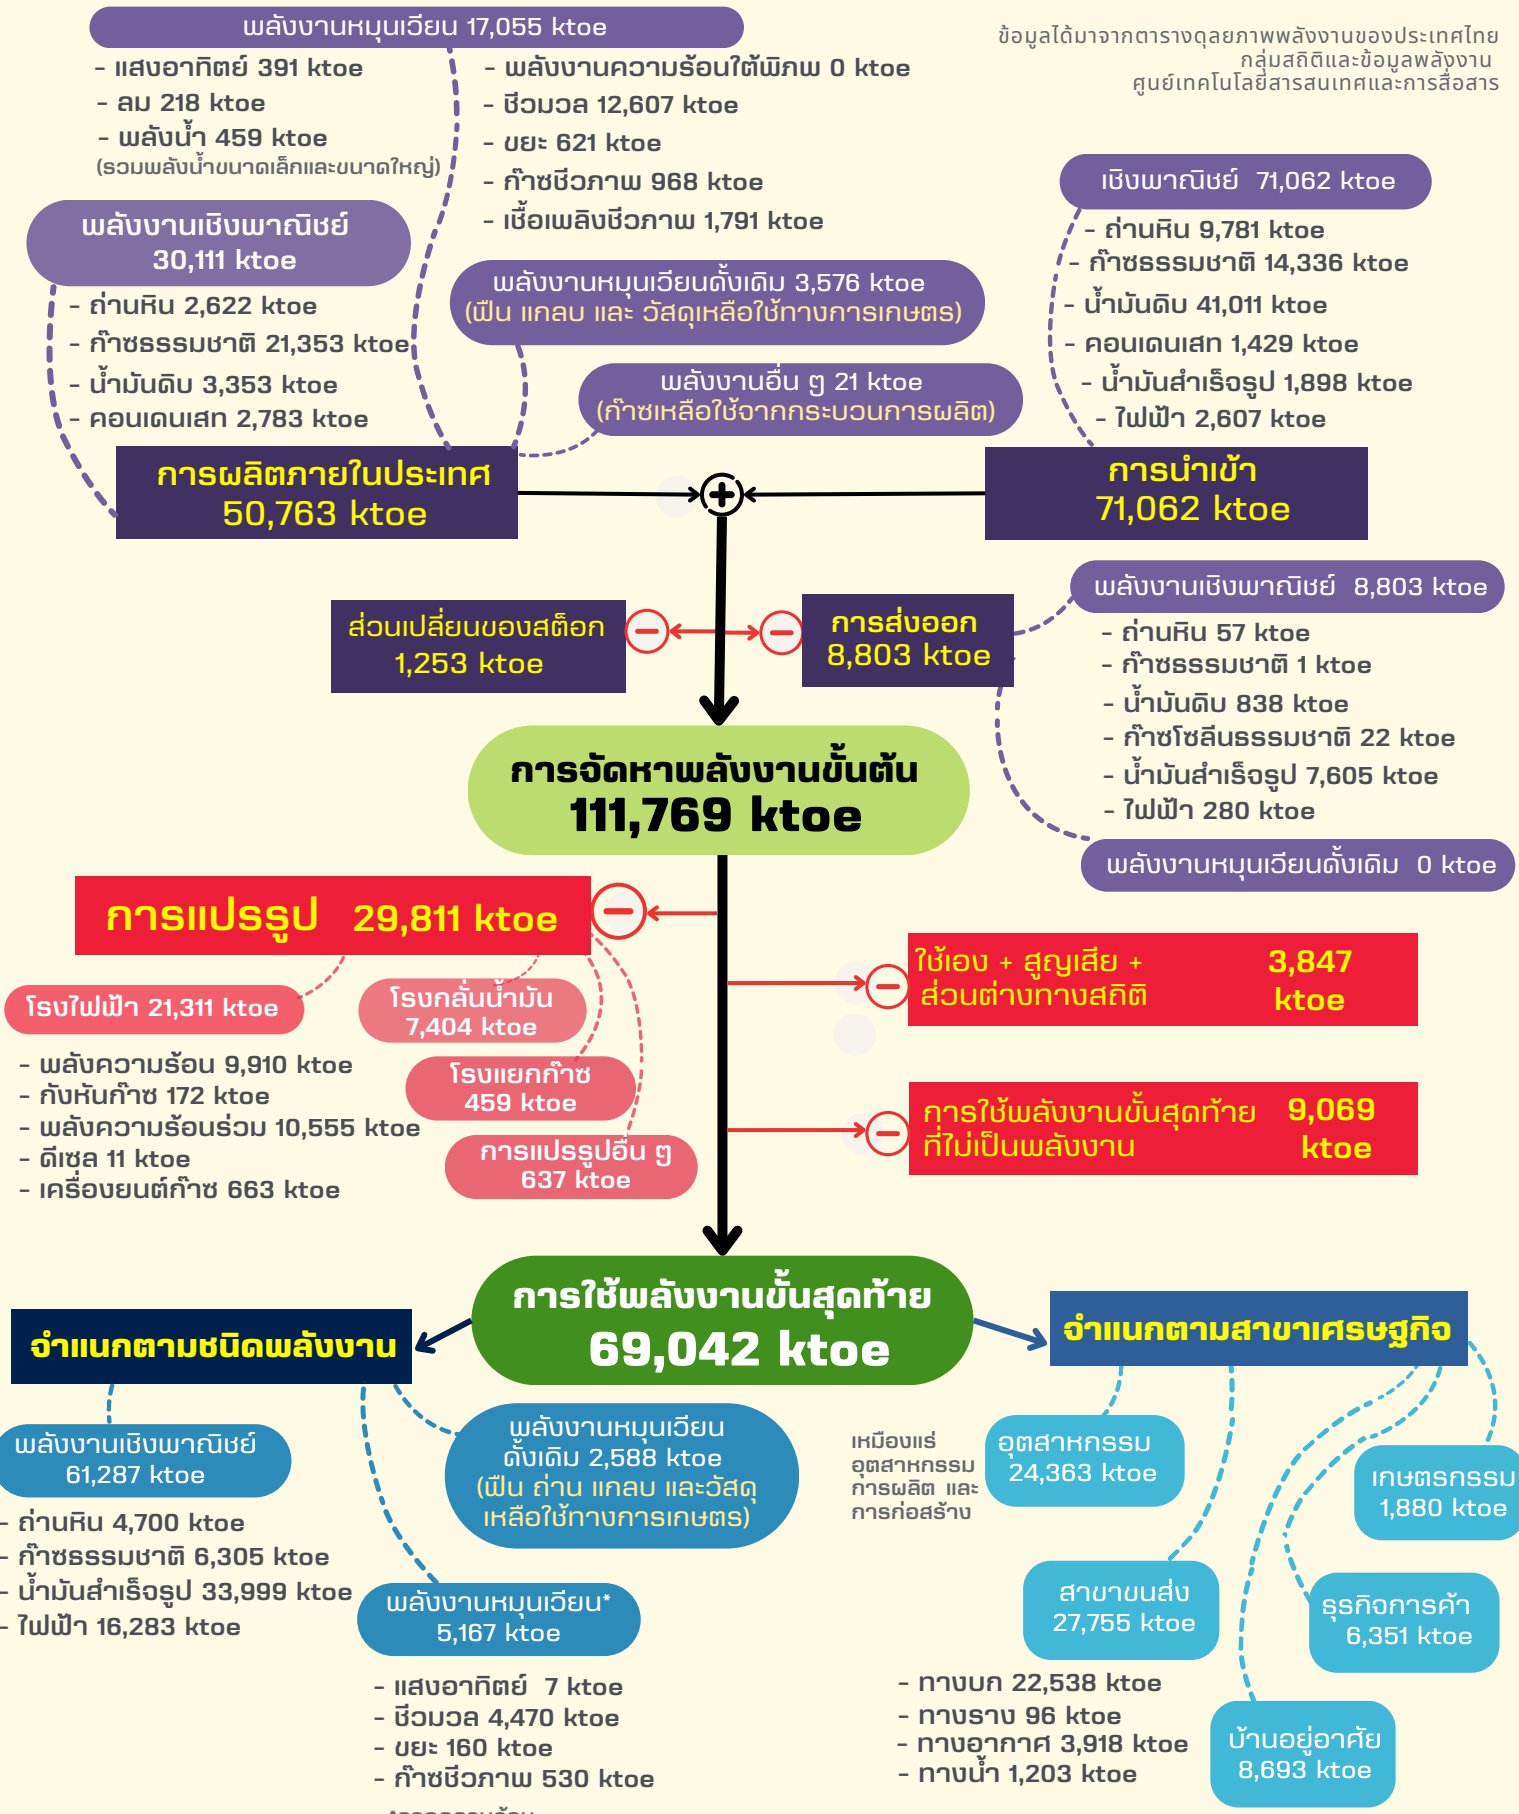 พลังงานหมุนเวียน 17,055 ktoe
- แสงอาทิตย์ 391 ktoe
- ลม 218 ktoe
- พลังน้ำ 459 ktoe
(รวมพลังน้ำขนาดเล็กและขนาดใหญ่)
- พลังงานความร้อนใต้พิภพ 0 ktoe
- ชีวมวล 12,607 ktoe
- ขยะ 621 ktoe
- ก๊าซชีวภาพ 968 ktoe
- เชื้อเพลิงชีวภาพ 1,791 ktoe
ข้อมูลได้มาจากตารางดุลยภาพพลังงานของประเทศไทย
กลุ่มสถิติและข้อมูลพลังงาน
ศูนย์เทคโนโลยีสารสนเทศและการสื่อสาร
พลังงานเชิงพาณิชย์
30,111 ktoe
- ถ่านหิน 2,622 ktoe
- ก๊าซธรรมชาติ 21,353 ktoe
- น้ำมันดิบ 3,353 ktoe
- คอนเดนเสท 2,783 ktoe
พลังงานหมุนเวียนดั้งเดิม 3,576 ktoe
(ฟืน แกลบ และ วัสดุเหลือใช้ทางการเกษตร)
พลังงานอื่น ๆ 21 ktoe
(ก๊าซเหลือใช้จากกระบวนการผลิต)
เชิงพาณิชย์ 71,062 ktoe
- ถ่านหิน 9,781 ktoe
- ก๊าซธรรมชาติ 14,336 ktoe
- น้ำมันดิบ 41,011 ktoe
- คอนเดนเสท 1,429 ktoe
- น้ำมันสำเร็จรูป 1,898 ktoe
- ไฟฟ้า 2,607 ktoe
การผลิตภายในประเทศ
50,763 ktoe
การนำเข้า
71,062 ktoe
ส่วนเปลี่ยนของสต็อก
1,253 ktoe
การส่งออก
8,803 ktoe
พลังงานเชิงพาณิชย์ 8,803 ktoe
- ถ่านหิน 57 ktoe
- ก๊าซธรรมชาติ 1 ktoe
- น้ำมันดิบ 838 ktoe
- ก๊าซโซลีนธรรมชาติ 22 ktoe
- น้ำมันสำเร็จรูป 7,605 ktoe
- ไฟฟ้า 280 ktoe
พลังงานหมุนเวียนดั้งเดิม 0 ktoe
การจัดหาพลังงานขั้นต้น
111,769 ktoe
การแปรรูป 29,811 ktoe
โรงไฟฟ้า 21,311 ktoe
- พลังความร้อน 9,910 ktoe
- กังหันก๊าซ 172 ktoe
- พลังความร้อนร่วม 10,555 ktoe
- ดีเซล 11 ktoe
- เครื่องยนต์ก๊าซ 663 ktoe
โรงกลั่นน้ำมัน
7,404 ktoe
โรงแยกก๊าซ
459 ktoe
การแปรรูปอื่น ๆ
637 ktoe
ใช้เอง + สูญเสีย +
ส่วนต่างทางสถิติ
3,847
ktoe
การใช้พลังงานขั้นสุดท้าย
ที่ไม่เป็นพลังงาน
9,069
ktoe
การใช้พลังงานขั้นสุดท้าย
69,042 ktoe
จำแนกตามชนิดพลังงาน
พลังงานเชิงพาณิชย์
61,287 ktoe
- ถ่านหิน 4,700 ktoe
- ก๊าซธรรมชาติ 6,305 ktoe
- น้ำมันสำเร็จรูป 33,999 ktoe
- ไฟฟ้า 16,283 ktoe
พลังงานหมุนเวียน
ดั้งเดิม 2,588 ktoe
(ฟืน ถ่าน แกลบ และวัสดุ
เหลือใช้ทางการเกษตร)
พลังงานหมุนเวียน*
5,167 ktoe
- แสงอาทิตย์ 7 ktoe
- ชีวมวล 4,470 ktoe
- ขยะ 160 ktoe
- ก๊าซชีวภาพ 530 ktoe
จำแนกตามสาขาเศรษฐกิจ
เหมืองแร่
อุตสาหกรรม
การผลิต และ
การก่อสร้าง
อุตสาหกรรม
24,363 ktoe
เกษตรกรรม
1,880 ktoe
สาขาขนส่ง
27,755 ktoe
- ทางบก 22,538 ktoe
- ทางราง 96 ktoe
- ทางอากาศ 3,918 ktoe
- ทางน้ำ 1,203 ktoe
ธุรกิจการค้า
6,351 ktoe
บ้านอยู่อาศัย
8,693 ktoe